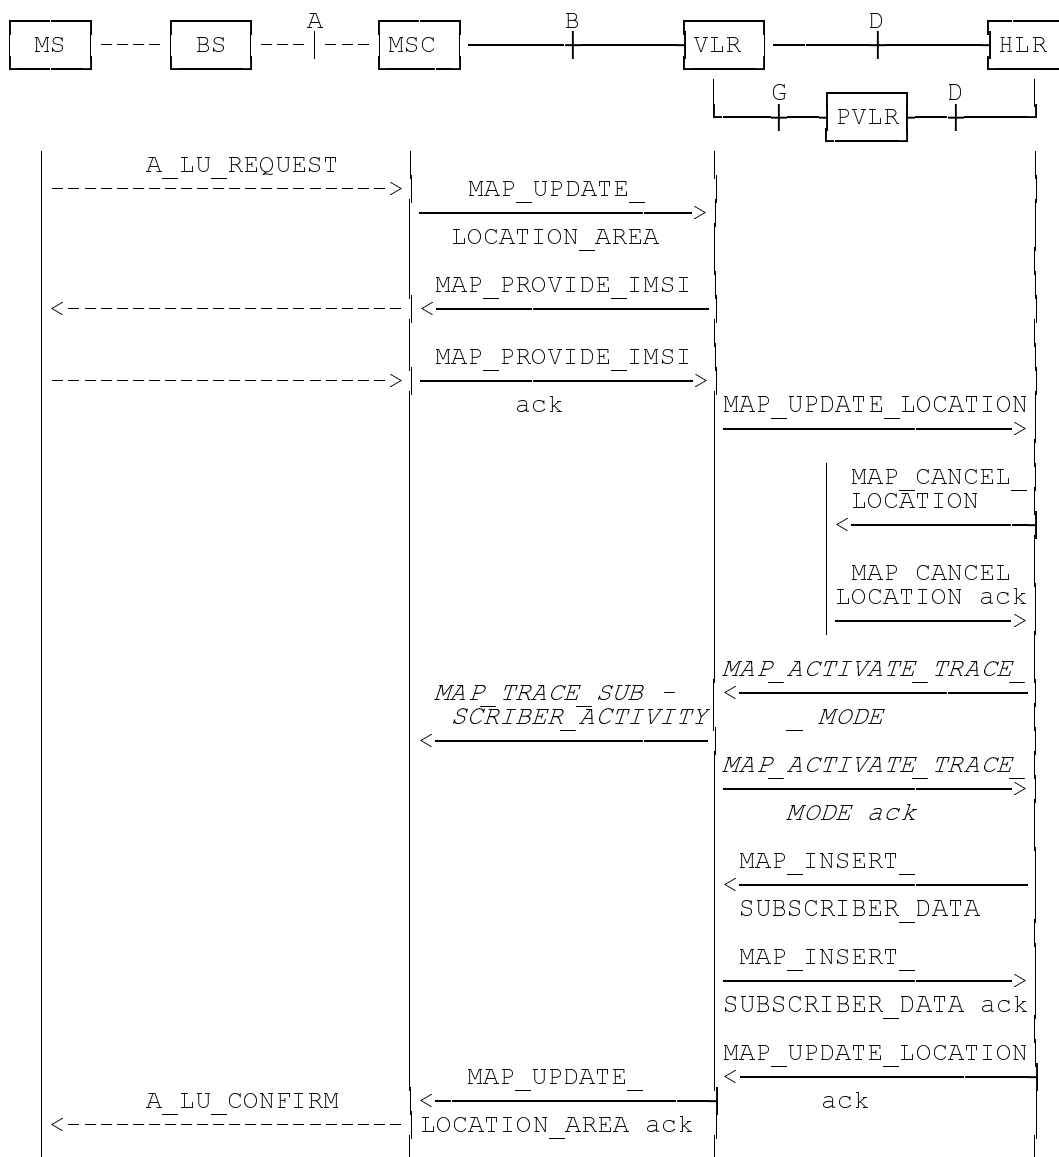 A B D
MS BS MSC VLR HLR
G D
PVLR
A_LU_REQUEST
MAP_UPDATE_
LOCATION_AREA
MAP_PROVIDE_IMSI
MAP_PROVIDE_IMSI
ack
MAP_UPDATE_LOCATION
MAP_CANCEL_
LOCATION
MAP CANCEL
LOCATION ack
MAP_ACTIVATE_TRACE_
_ MODE
MAP_TRACE_SUB -
SCRIBER_ACTIVITY
MAP_ACTIVATE_TRACE_
MODE ack
MAP_INSERT_
SUBSCRIBER_DATA
MAP_INSERT_
SUBSCRIBER_DATA ack
MAP_UPDATE_LOCATION
ack
MAP_UPDATE_
LOCATION_AREA ack
A_LU_CONFIRM